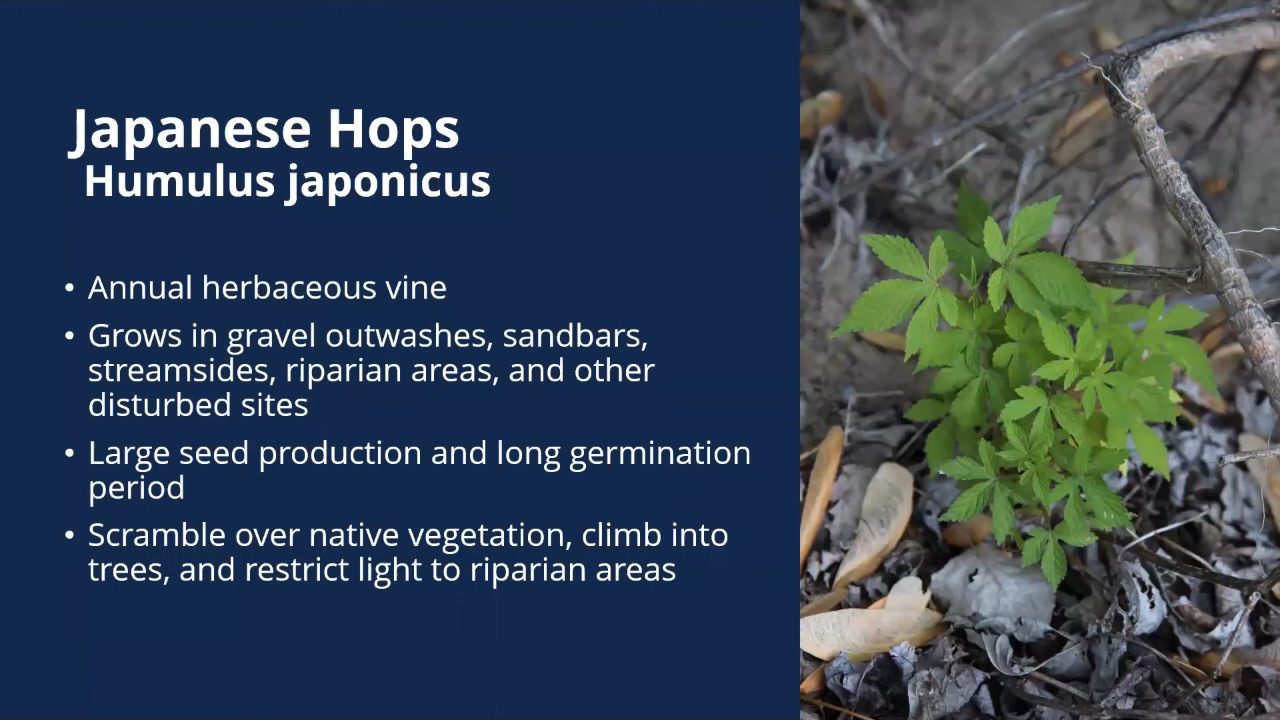 Japanese Hops
Humulus japonicus
• Annual herbaceous vine
• Grows in gravel outwashes, sandbars,
streamsides, riparian areas, and other
disturbed sites
• Large seed production and long germination
period
• Scramble over native vegetation, climb into
trees, and restrict light to riparian areas